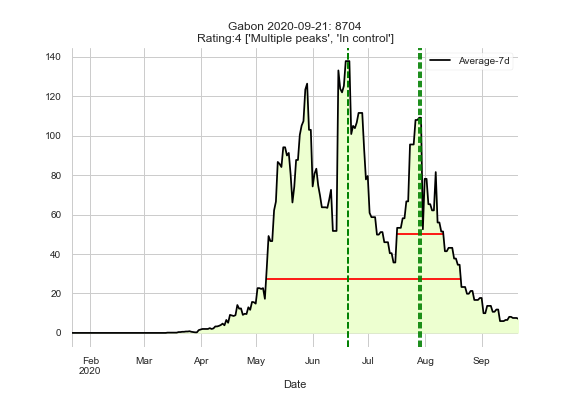 Gabon 2020-09-21: 8704
Rating:4 ['Multiple peaks', 'In control']
Average-7d
140
120
100
80
60
40
20
0
Feb
2020
Mar
Apr
May
Jun
Jul
Aug
Sep
Date